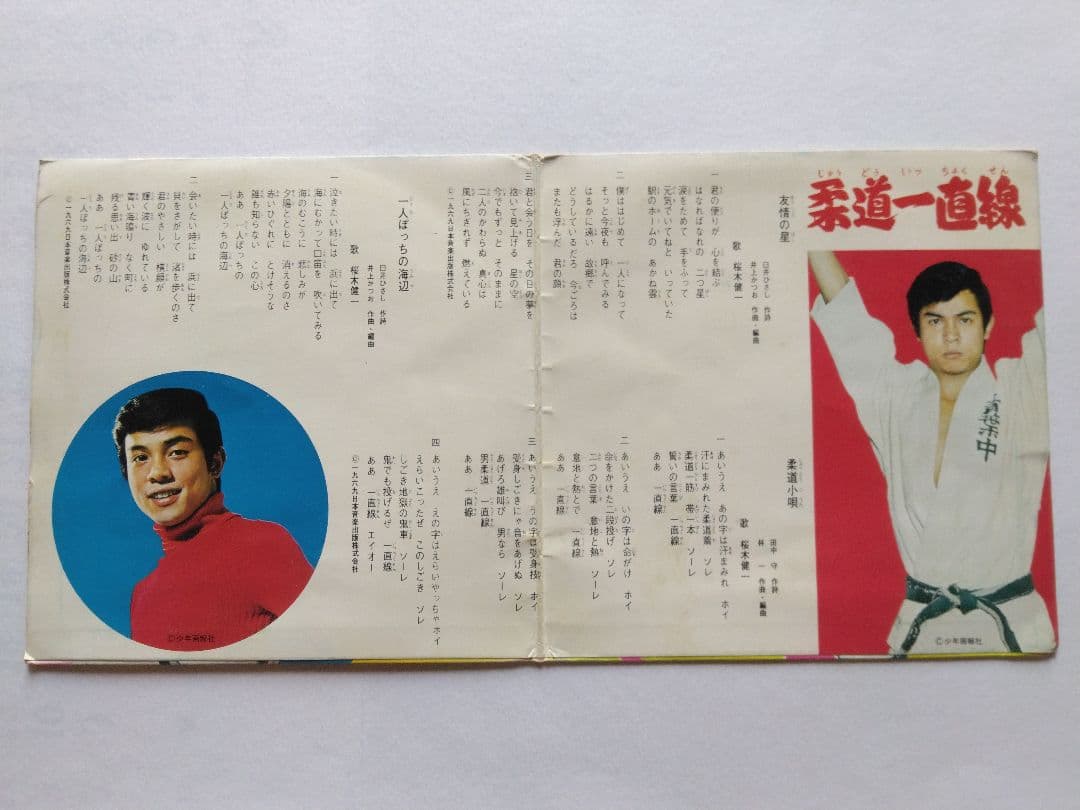 じゅうどういっちょくせん
柔道一直線
貞笹中
©少年画報社
友情の星
臼井ひさし 作詩
井上かつお 作曲・編曲
歌 桜木健一
一 君の便りが 心を結ぶ
はなればなれの 二つ星
涙をためて 手をふって
元気でいてねと いっていた
駅のホームの あかね雲
二 僕ははじめて 一人になって
そっと今夜も 呼んでみる
はるかに遠い 故郷で
どうしているだろ 今ごろは
またも浮んだ 君の顔
三 君と会う日を その日の夢を
捨いて見上げる 星の空
今でもずっと そのままに
二人のかわらぬ 真心は
風にちぎれず 燃えている
©一九六九日本音楽出版株式会社
柔道小唄
田中 守 作詩
林 一 作曲・編曲
歌 桜木健一
一 あいうえ あの字は汗まみれ ホイ
汗にまみれた柔道着 ソレ
柔道一筋 帯一本 ソーレ
誓いの言葉 一直線
ああ 一直線
二 あいうえ いの字は命がけ ホイ
命をかけた二段投げ ソレ
二つの言葉 意地と熱 ソーレ
意地と熱とで 一直線
ああ 一直線
三 あいうえ うの字は受身技 ホイ
受身しごきにゃ音をあげぬ ソレ
あげろ雄叫び 男なら ソーレ
男柔道 一直線
ああ 一直線
四 あいうえ えの字はえらいやっちゃ ホイ
えらいこったぜ このしごき ソレ
しごき地獄の鬼車 ソーレ
鬼でも投げるぜ 一直線
ああ 一直線 エイオー
©一九六九日本音楽出版株式会社
一人ぼっちの海辺
臼井ひさし 作詩
井上かつお 作曲・編曲
歌 桜木健一
一 泣きたい時には 浜に出て
海にむかって口笛を 吹いてみる
海のむこうに 悲しみが
夕陽とともに 消えるのさ
赤いひぐれに とけそうな
誰も知らない この心
ああ 一人ぼっちの
一人ぼっちの海辺
二 会いたい時には 浜に出て
貝をさがして 渚を歩くのさ
君のやさしい 横顔が
輝く波に ゆれている
青い海鳴り なく町に
残る思い出 砂の山
ああ 一人ぼっちの
一人ぼっちの海辺
©一九六九日本音楽出版株式会社
©少年画報社